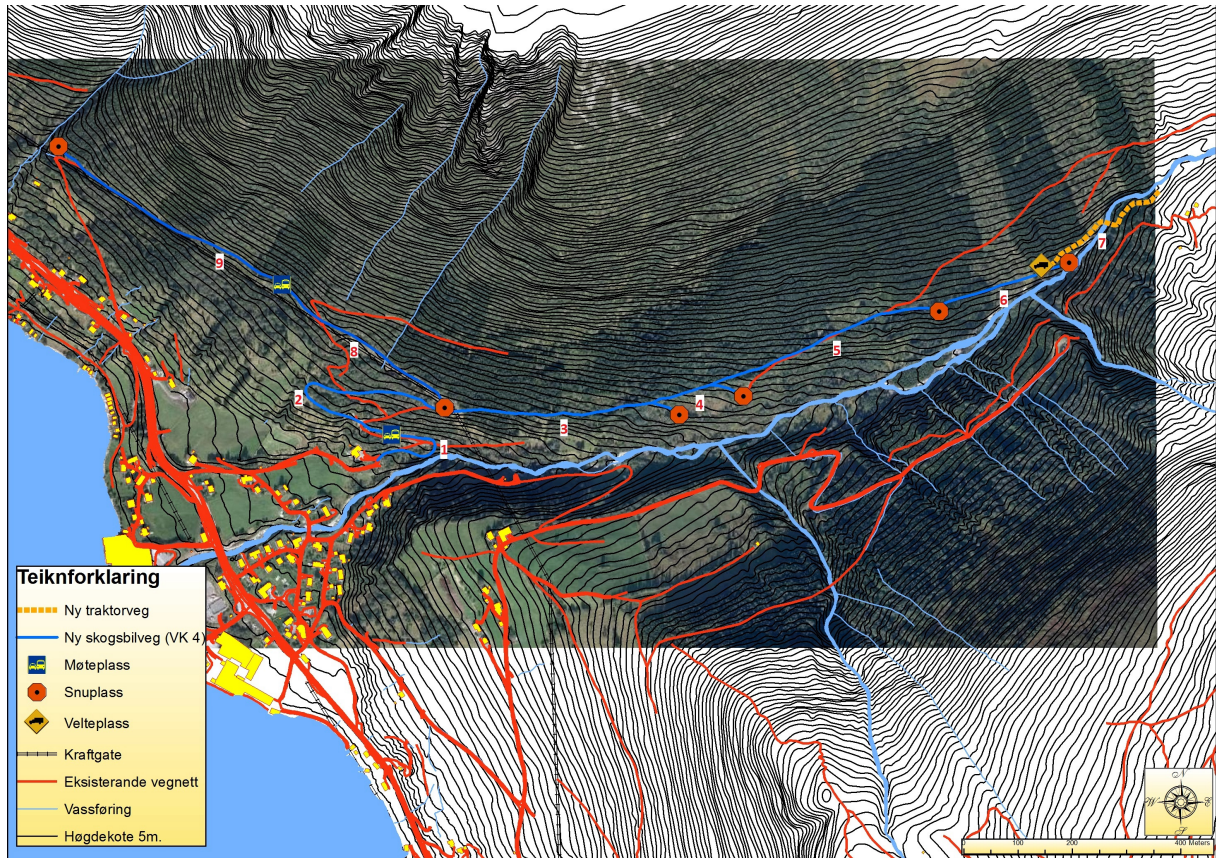 9
8
2
1
3
4
5
6
7
Teiknforklaring
Ny traktorveg
Ny skogsbilveg (VK 4)
Møteplass
Snuplass
Velteplass
Kraftgate
Eksisterande vegnett
Vassføring
Høgdekote 5m.
N
W E
S
0 100 200 400 Meters